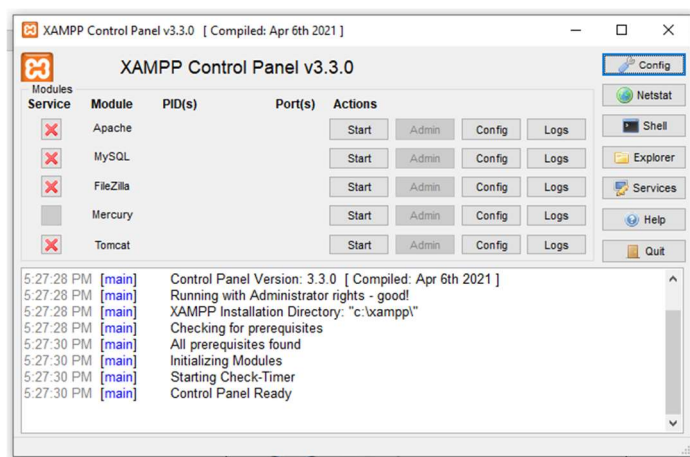 XAMPP Control Panel v3.3.0 [ Compiled: Apr 6th 2021 ]
XAMPP Control Panel v3.3.0
Config
Modules
Service Module PID(s) Port(s) Actions
Netstat
Apache Start Admin Config Logs
Shell
MySQL Start Admin Config Logs
Explorer
FileZilla Start Admin Config Logs
Services
Mercury Start Admin Config Logs
Help
Tomcat Start Admin Config Logs
Quit
5:27:28 PM [main] Control Panel Version: 3.3.0 [ Compiled: Apr 6th 2021 ]
5:27:28 PM [main] Running with Administrator rights - good!
5:27:28 PM [main] XAMPP Installation Directory: "c:\xampp\"
5:27:28 PM [main] Checking for prerequisites
5:27:30 PM [main] All prerequisites found
5:27:30 PM [main] Initializing Modules
5:27:30 PM [main] Starting Check-Timer
5:27:30 PM [main] Control Panel Ready